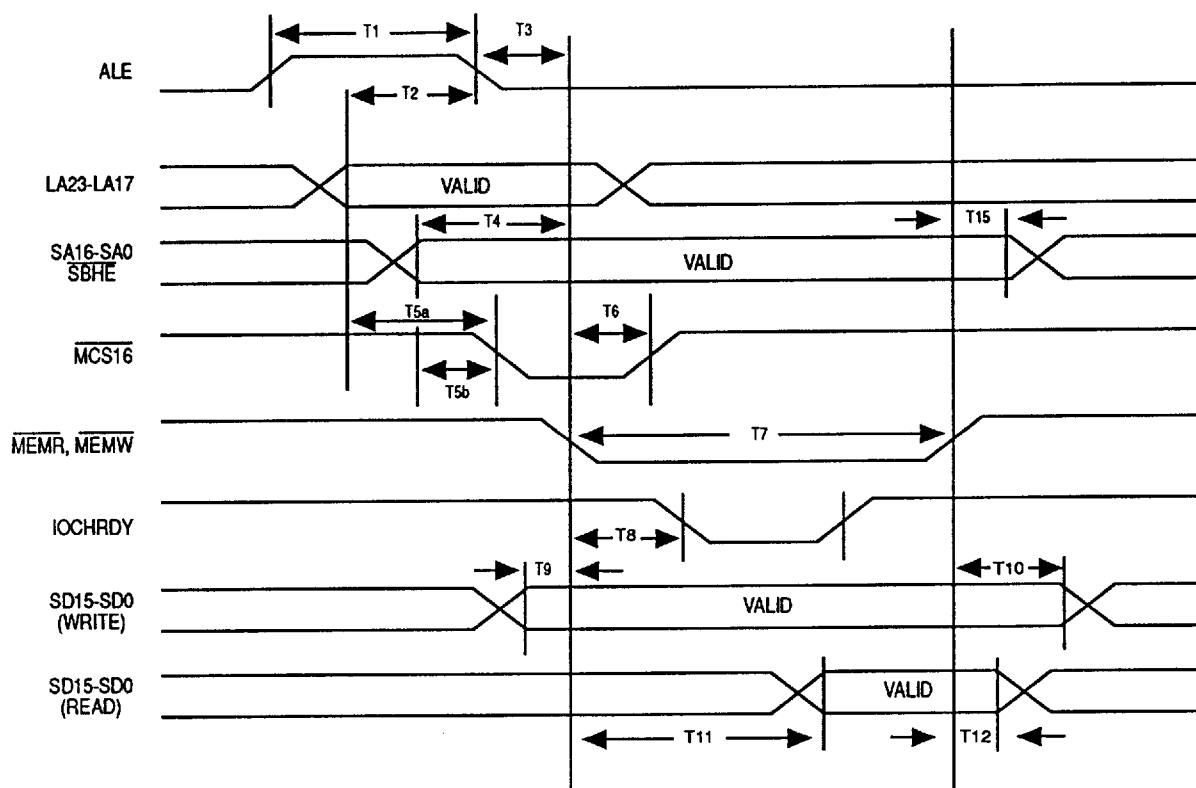 T1
T3
ALE
T2
LA23-LA17
VALID
T4
T15
SA16-SA0
SBHE
VALID
T5a
T6
MCS16
T5b
MEMR, MEMW
T7
IOCHRDY
T8
T9
T10
SD15-SD0
(WRITE)
VALID
SD15-SD0
(READ)
VALID
T11
T12